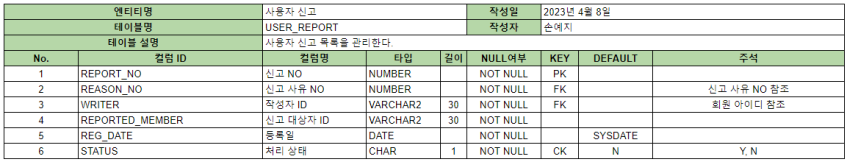 엔티티명 사용자 신고 작성일 2023년 4월 8일
테이블명 USER_REPORT 작성자 손예지
테이블 설명 사용자 신고 목록을 관리한다.
No. 컬럼 ID 컬럼명 타입 길이 NULL여부 KEY DEFAULT 주석
1 REPORT_NO 신고 NO NUMBER NOT NULL PK
2 REASON_NO 신고 사유 NO NUMBER NOT NULL FK 신고 사유 NO 참조
3 WRITER 작성자 ID VARCHAR2 30 NOT NULL FK 회원 아이디 참조
4 REPORTED_MEMBER 신고 대상자 ID VARCHAR2 30 NOT NULL
5 REG_DATE 등록일 DATE NOT NULL SYSDATE
6 STATUS 처리 상태 CHAR 1 NOT NULL CK N Y, N